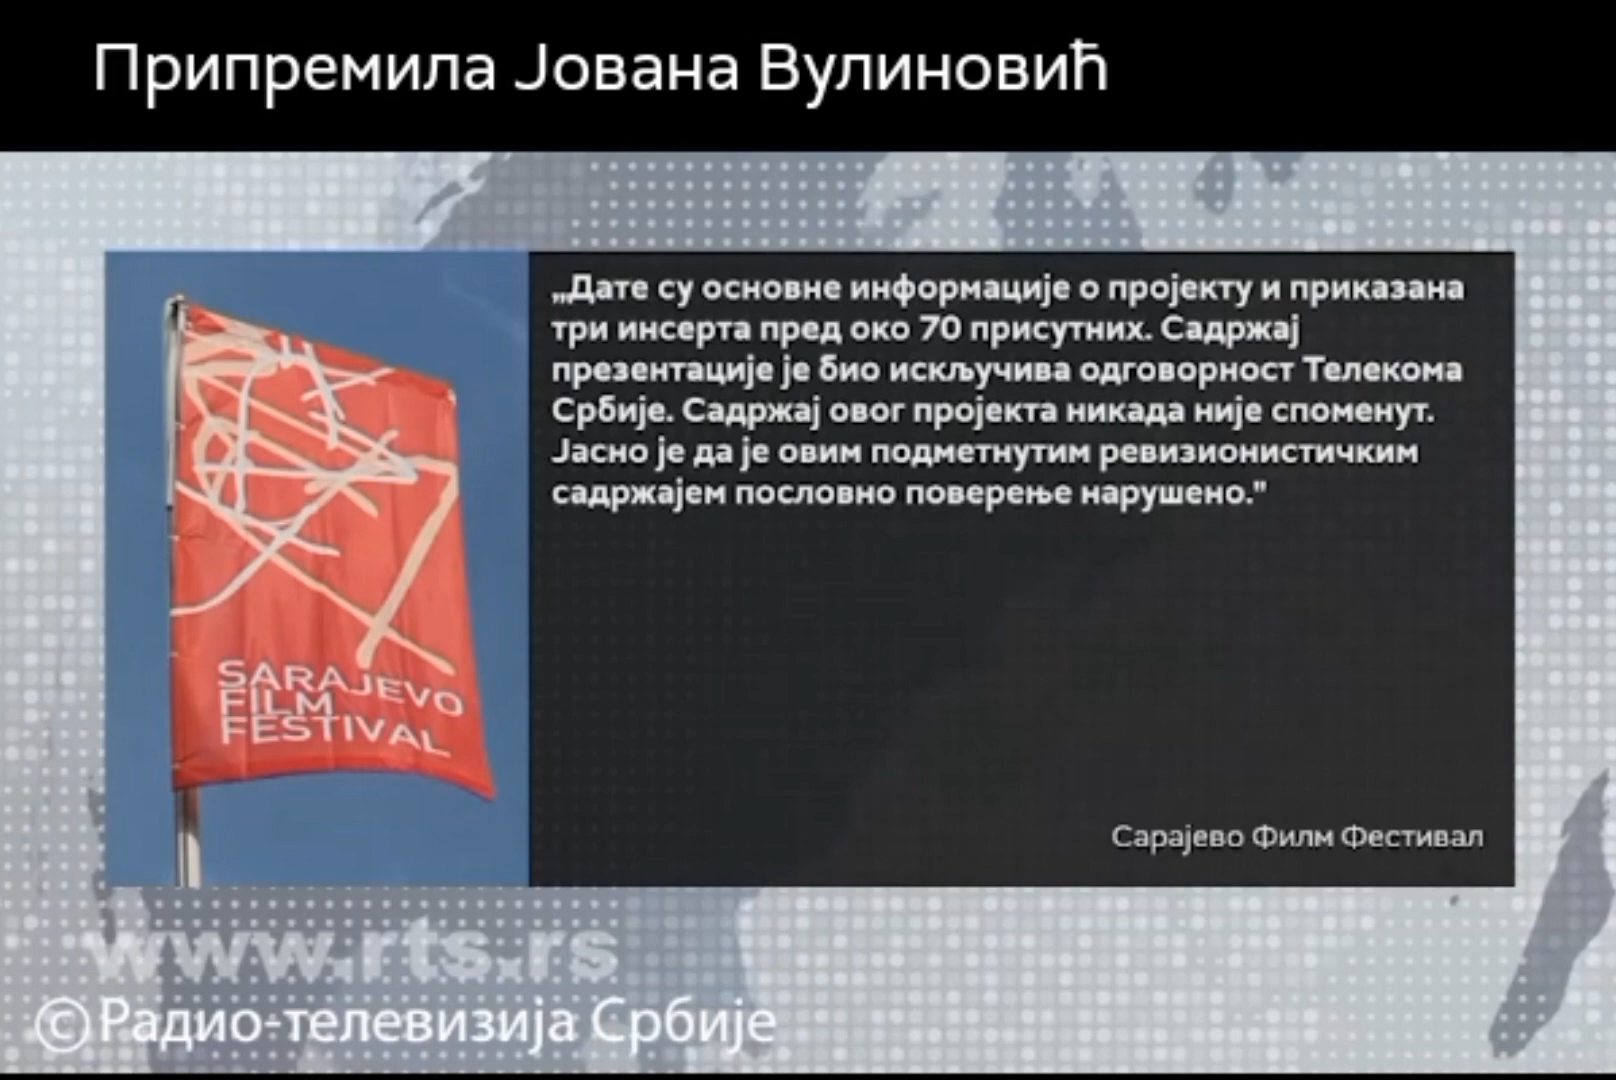 Припремила Јована Вулиновић
„Дате су основне информације о пројекту и приказана
три инсерта пред око 70 присутних. Садржај
презентације је био искључива одговорност Телекома
Србије. Садржај овог пројекта никада није споменут.
Јасно је да је овим подметнутим ревизионистичким
садржајем пословно поверење нарушено."
SARAJEVO
FILM
FESTIVAL
Сарајево Филм Фестивал
www.rts.rs
©Радио-телевизија Србије